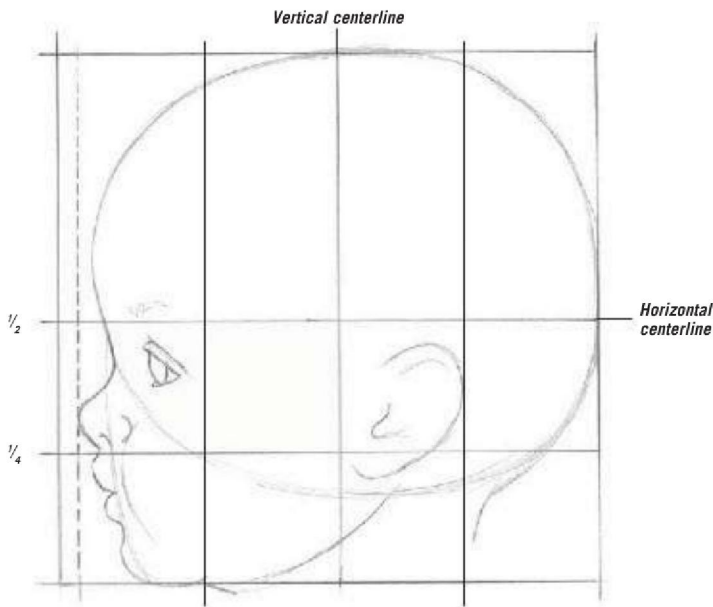 Vertical centerline
1/2
Horizontal
centerline
1/4